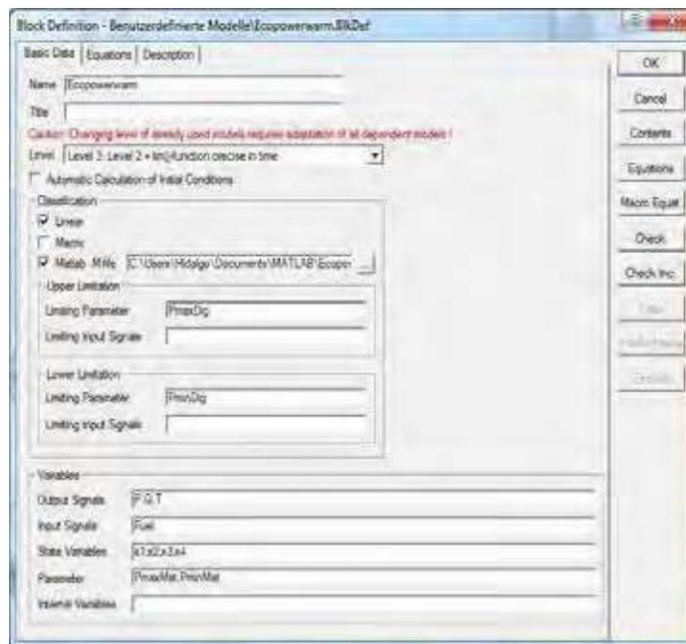 Block Definition - Benutzerdefinierte Modelle\Ecopowerwarm.BlkDef
Basic Data
Equations
Description
Name
Ecopowerwarm
Title
Caution: Changing level of already used models requires adaptation of all dependent models !
Level
Level 3: Level 2 + lim()-function precise in time
Automatic Calculation of Initial Conditions
Classification
Linear
Macro
Matlab M-file
C:\Users\Hidalgo\Documents\MATLAB\Ecopo
...
Upper Limitation
Limiting Parameter
PmaxDig
Limiting Input Signals
Lower Limitation
Limiting Parameter
PminDig
Limiting Input Signals
Variables
Output Signals
P,Q,T
Input Signals
Fuel
State Variables
x1,x2,x3,x4
Parameter
PmaxMat,PminMat
Internal Variables
OK
Cancel
Contents
Equations
Macro Equat
Check
Check Inc.